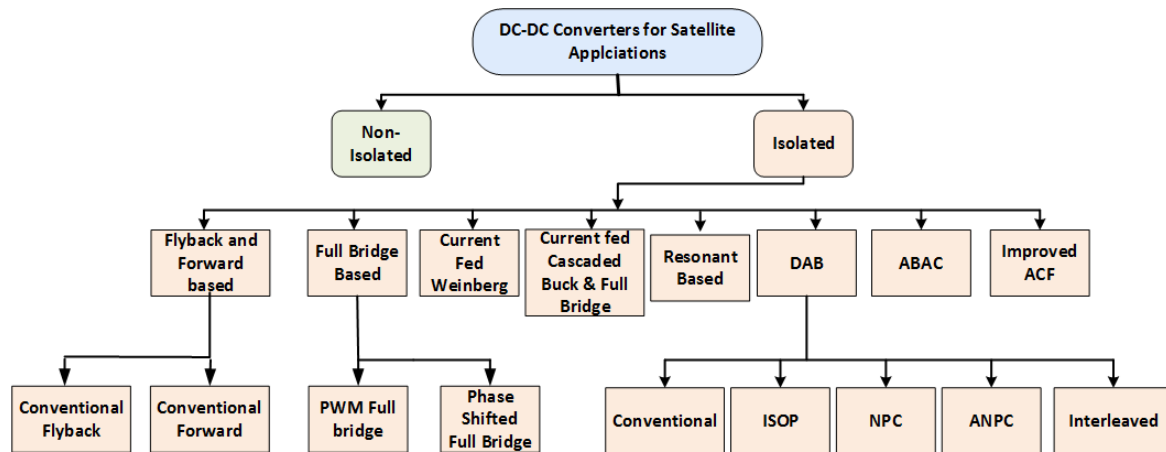 DC-DC Converters for Satellite
Applciations
Non-
Isolated
Isolated
Flyback and
Forward
based
Full Bridge
Based
Current
Fed
Weinberg
Current fed
Cascaded
Buck & Full
Bridge
Resonant
Based
DAB
ABAC
Improved
ACF
Conventional
Flyback
Conventional
Forward
PWM Full
bridge
Phase
Shifted
Full Bridge
Conventional
ISOP
NPC
ANPC
Interleaved